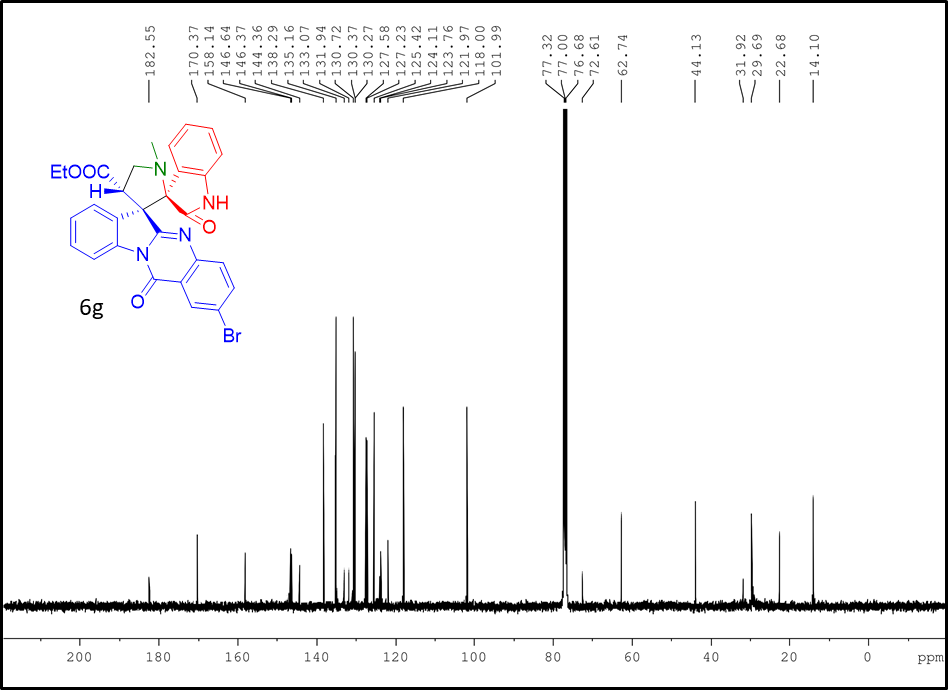 182.55
170.37
158.14
146.64
146.37
144.36
138.29
135.16
133.07
131.94
130.72
130.37
130.27
127.58
127.23
125.42
124.11
123.76
121.97
118.00
101.99
77.32
77.00
76.68
72.61
62.74
44.13
31.92
29.69
22.68
14.10
N
EtOOC
H
NH
O
N
N
O
6g
Br
200 180 160 140 120 100 80 60 40 20 0 ppm